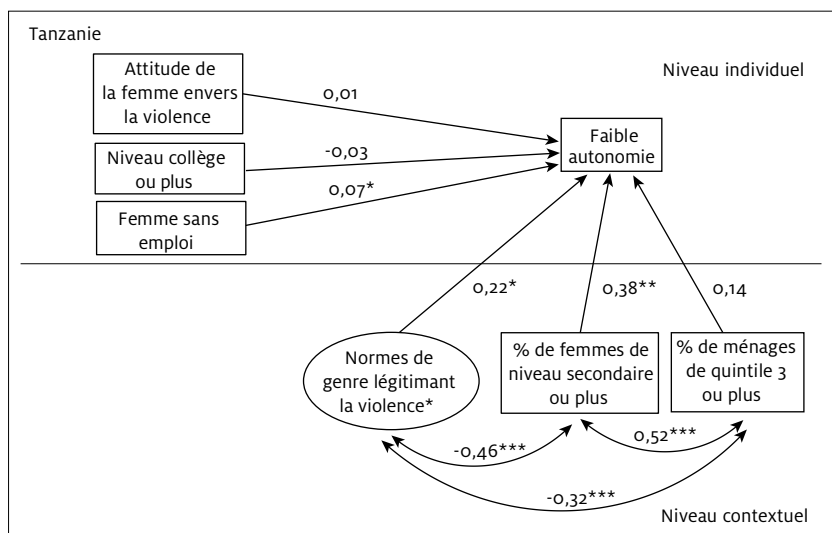 Tanzanie
Attitude de
la femme envers
la violence
Niveau individuel
0,01
Faible
autonomie
Niveau collège
ou plus
-0,03
0,07*
Femme sans
emploi
0,22*
0,38**
0,14
Normes de
genre légitimant
la violence*
% de femmes de
niveau secondaire
ou plus
% de ménages
de quintile 3
ou plus
-0,46***
0,52***
-0,32***
Niveau contextuel